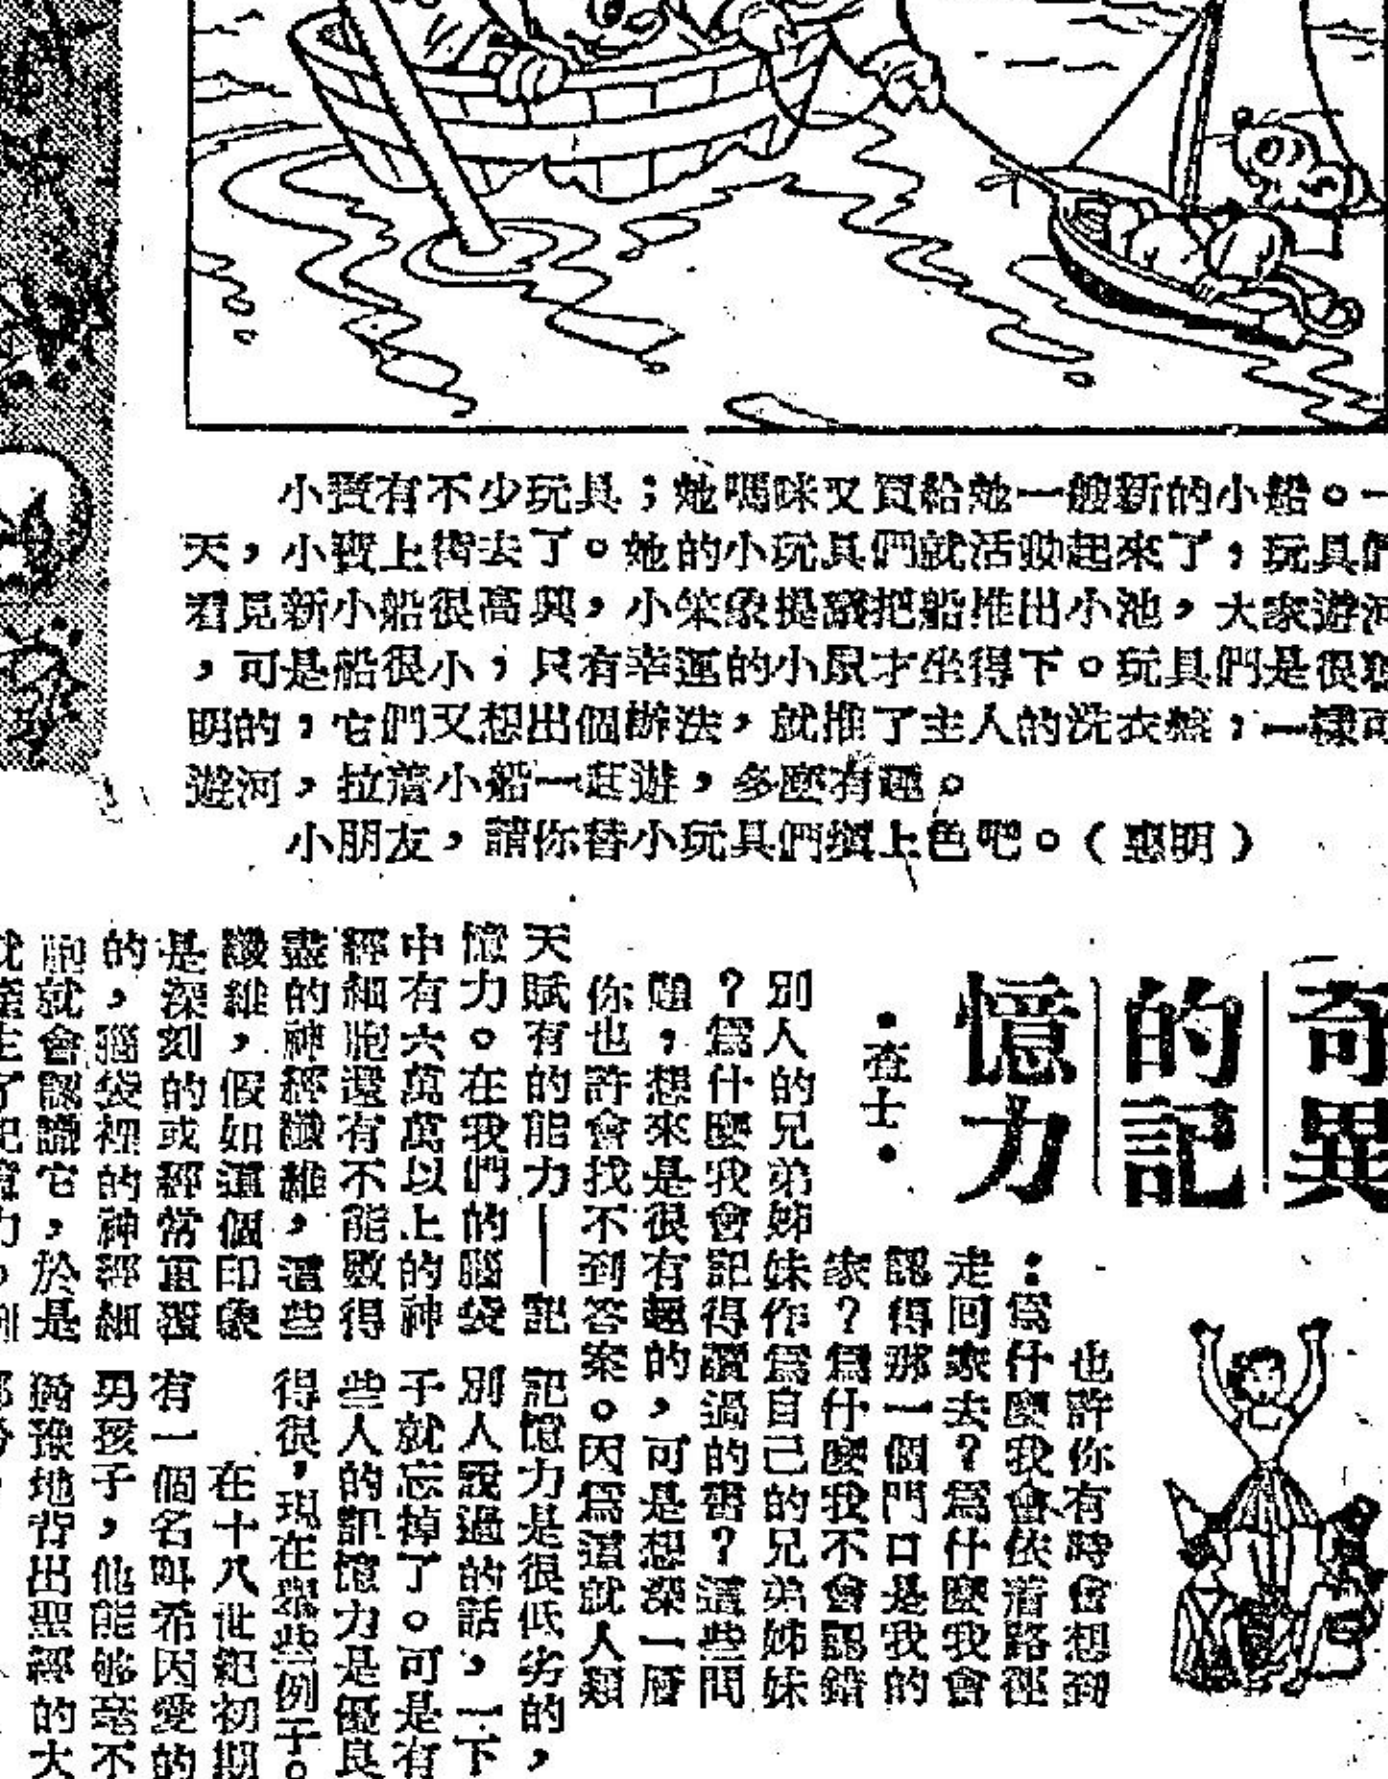 小寶有不少玩具；她媽咪又買給她一艘新的小船。一
天，小寶上街去了。她的小玩具們就活動起來了，玩具們
看見新小船很高興，小笨象提議把船推出小池，大家遊河
，可是船很小，只有幸運的小鼠才坐得下。玩具們是很聰
明的，它們又想出個辦法，就推了主人的洗衣盆，一樣可
遊河，拉着小船一起遊，多麼有趣。
小朋友，請你替小玩具們塡上色吧。（惠明）
奇異
的記
憶力
•查士•
也許你有時會想到
：爲什麼我會依着路徑
走回家去？爲什麼我會
認得那一個門口是我的
家？爲什麼我不會認錯
別人的兄弟姊妹作爲自己的兄弟姊妹
？爲什麼我會記得讀過的書？這些問
題，想來是很有趣的，可是想深一層
你也許會找不到答案。因爲這就人類
天賦有的能力——記
憶力。在我們的腦袋
中有六萬萬以上的神
經細胞還有不能數得
盡的神經纖維，這些
纖維，假如這個印象
是深刻的或經常重覆
的，腦袋裡的神經細
胞就會認識它，於是
就產生了記憶力。例
記憶力是很低劣的，
別人說過的話，一下
子就忘掉了。可是有
些人的記憶力是優良
得很，現在舉些例子。
在十八世紀初期
有一個名叫希因愛的
男孩子，他能够毫不
猶豫地背出聖經的大